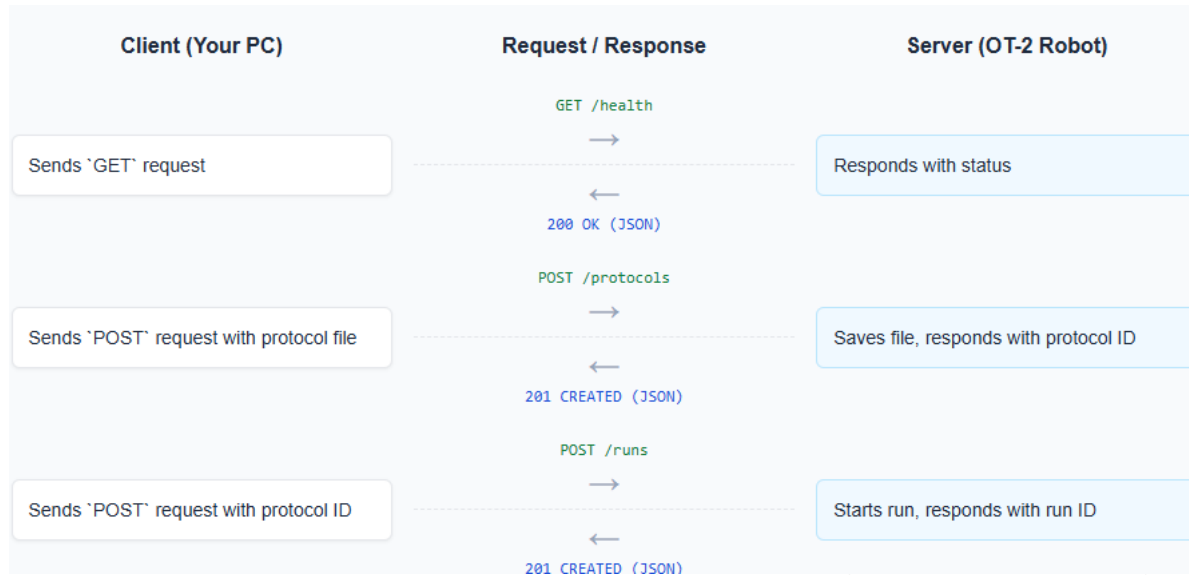 Client (Your PC)
Request / Response
Server (OT-2 Robot)
GET /health
→
Sends `GET` request
Responds with status
←
200 OK (JSON)
POST /protocols
→
Sends `POST` request with protocol file
Saves file, responds with protocol ID
←
201 CREATED (JSON)
POST /runs
→
Sends `POST` request with protocol ID
Starts run, responds with run ID
←
201 CREATED (JSON)